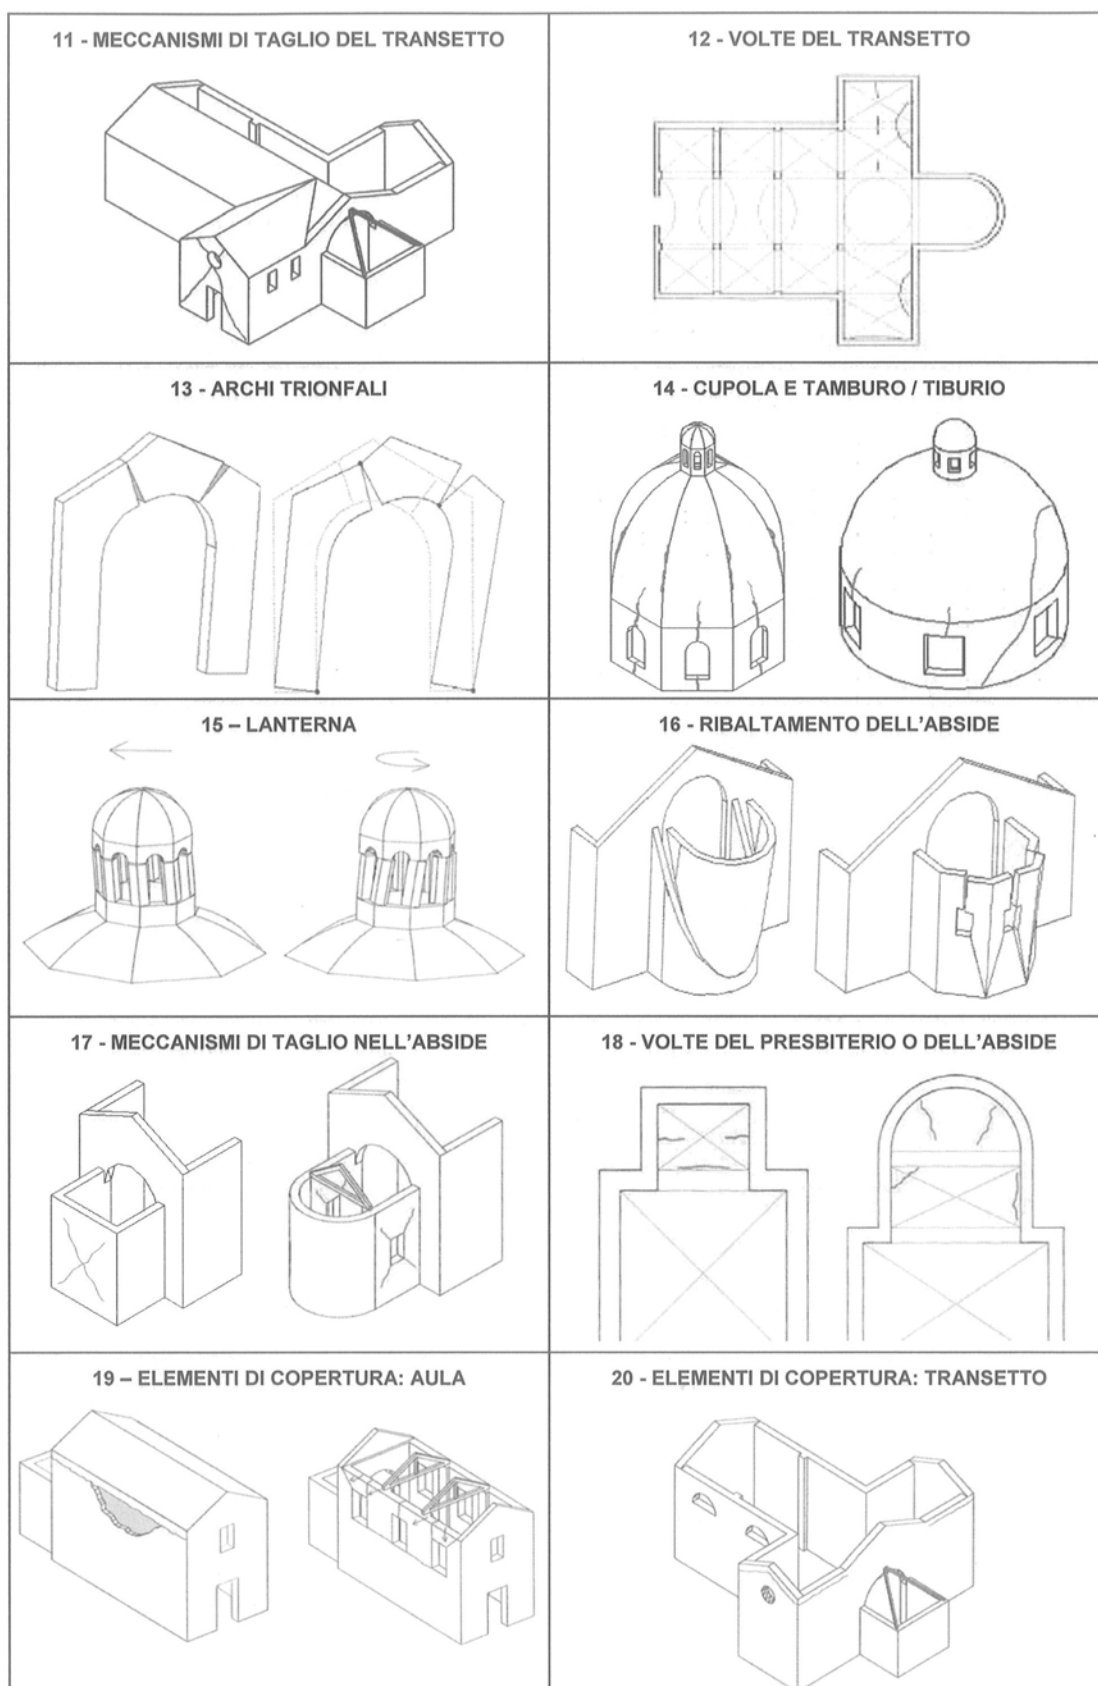 11 - MECCANISMI DI TAGLIO DEL TRANSETTO
12 - VOLTE DEL TRANSETTO
13 - ARCHI TRIONFALI
14 - CUPOLA E TAMBURO / TIBURIO
15 – LANTERNA
16 - RIBALTAMENTO DELL'ABSIDE
17 - MECCANISMI DI TAGLIO NELL'ABSIDE
18 - VOLTE DEL PRESBITERIO O DELL'ABSIDE
19 – ELEMENTI DI COPERTURA: AULA
20 - ELEMENTI DI COPERTURA: TRANSETTO